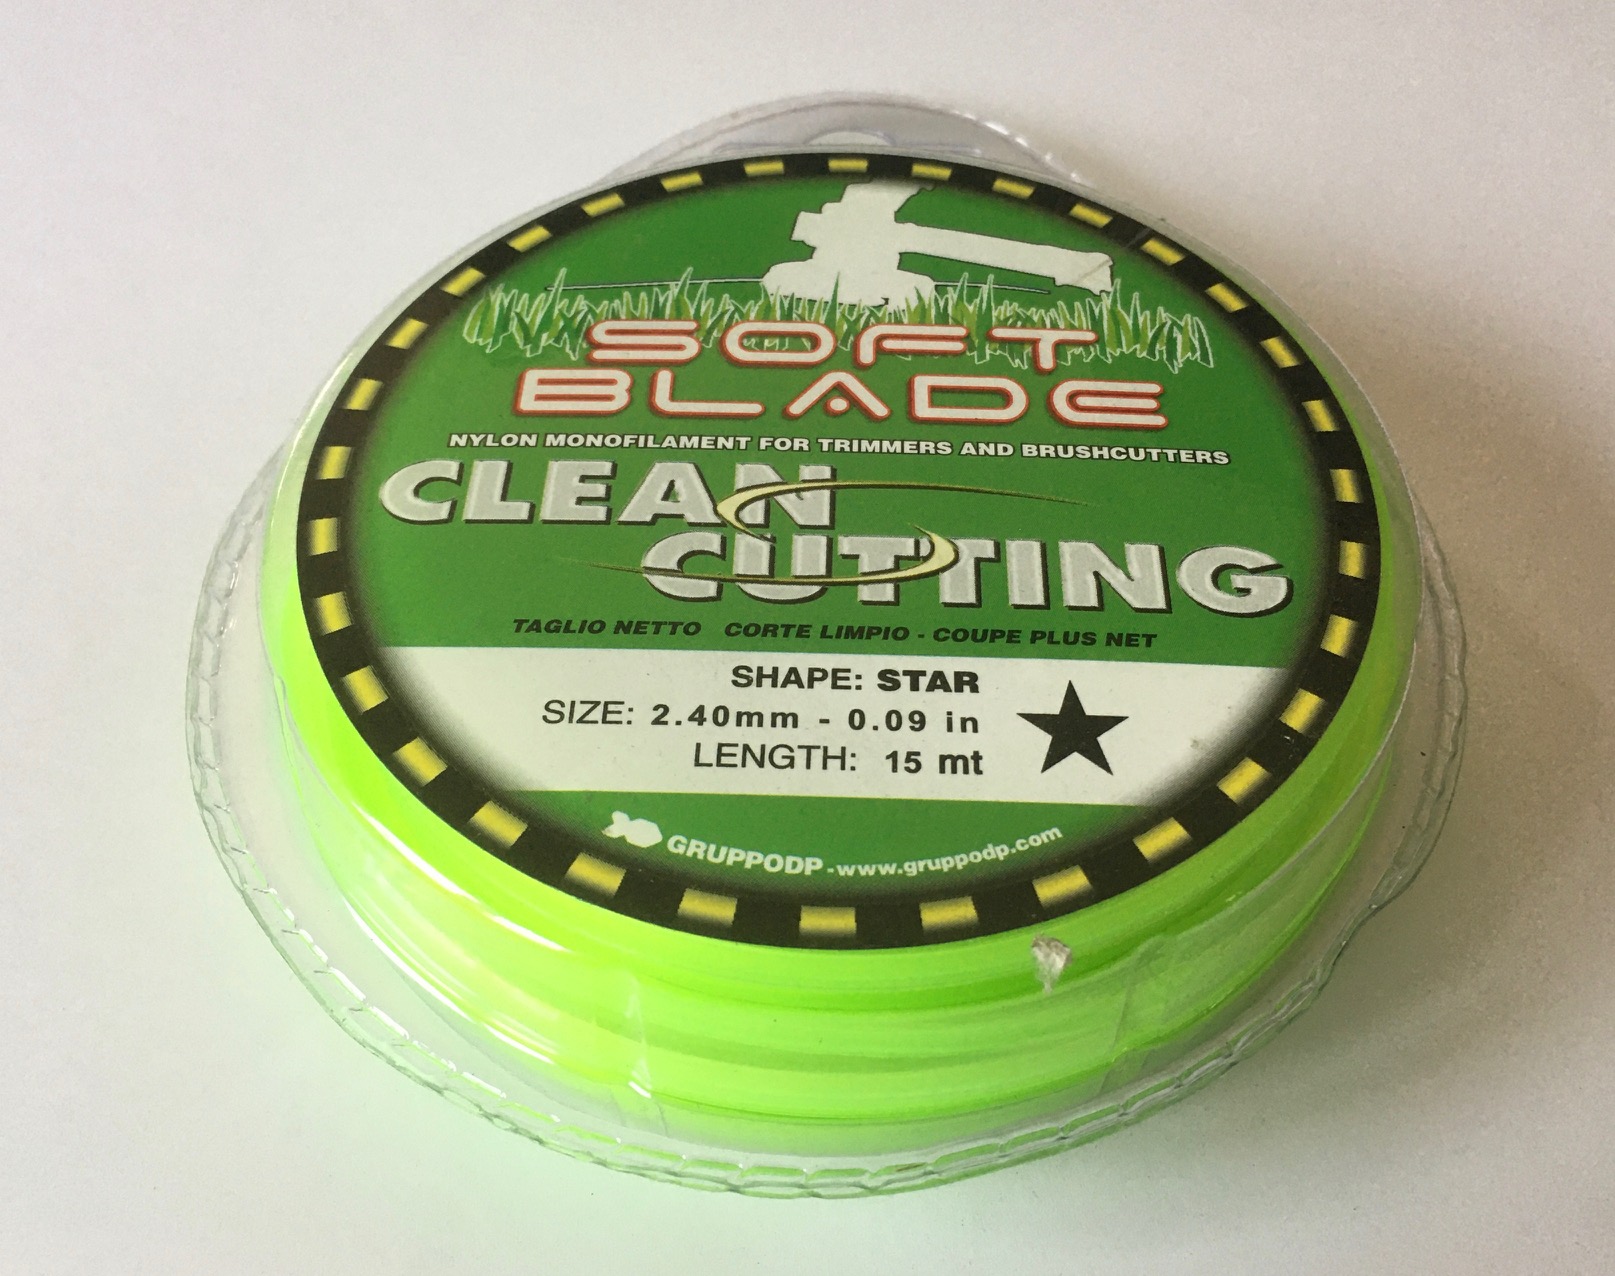 SOFT
BLADE
NYLON MONOFILAMENT FOR TRIMMERS AND BRUSHCUTTERS
CLEAN
CUTTING
TAGLIO NETTO CORTE LIMPIO - COUPE PLUS NET
SHAPE: STAR
SIZE: 2.40mm - 0.09 in
LENGTH: 15 mt
GRUPPODP - www.gruppodp.com